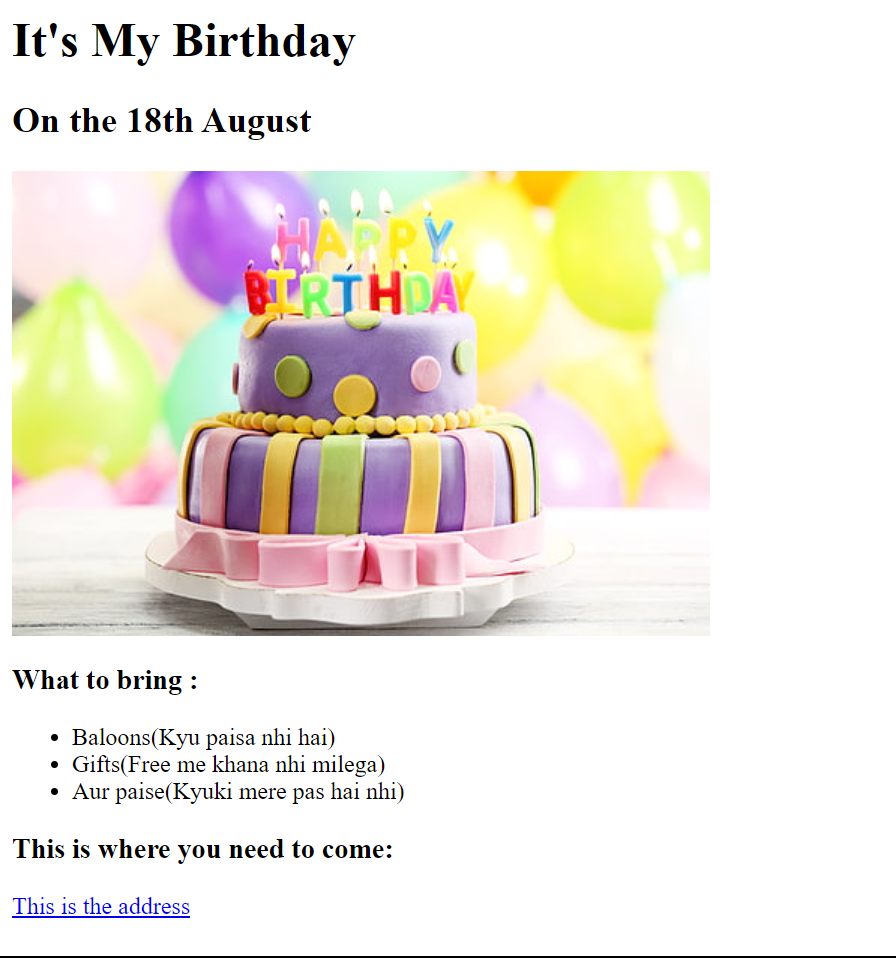 It's My Birthday
On the 18th August
HAPPY
BIRTHDAY
What to bring :
Baloons(Kyu paisa nhi hai)
Gifts(Free me khana nhi milega)
Aur paise(Kyuki mere pas hai nhi)
This is where you need to come:
This is the address